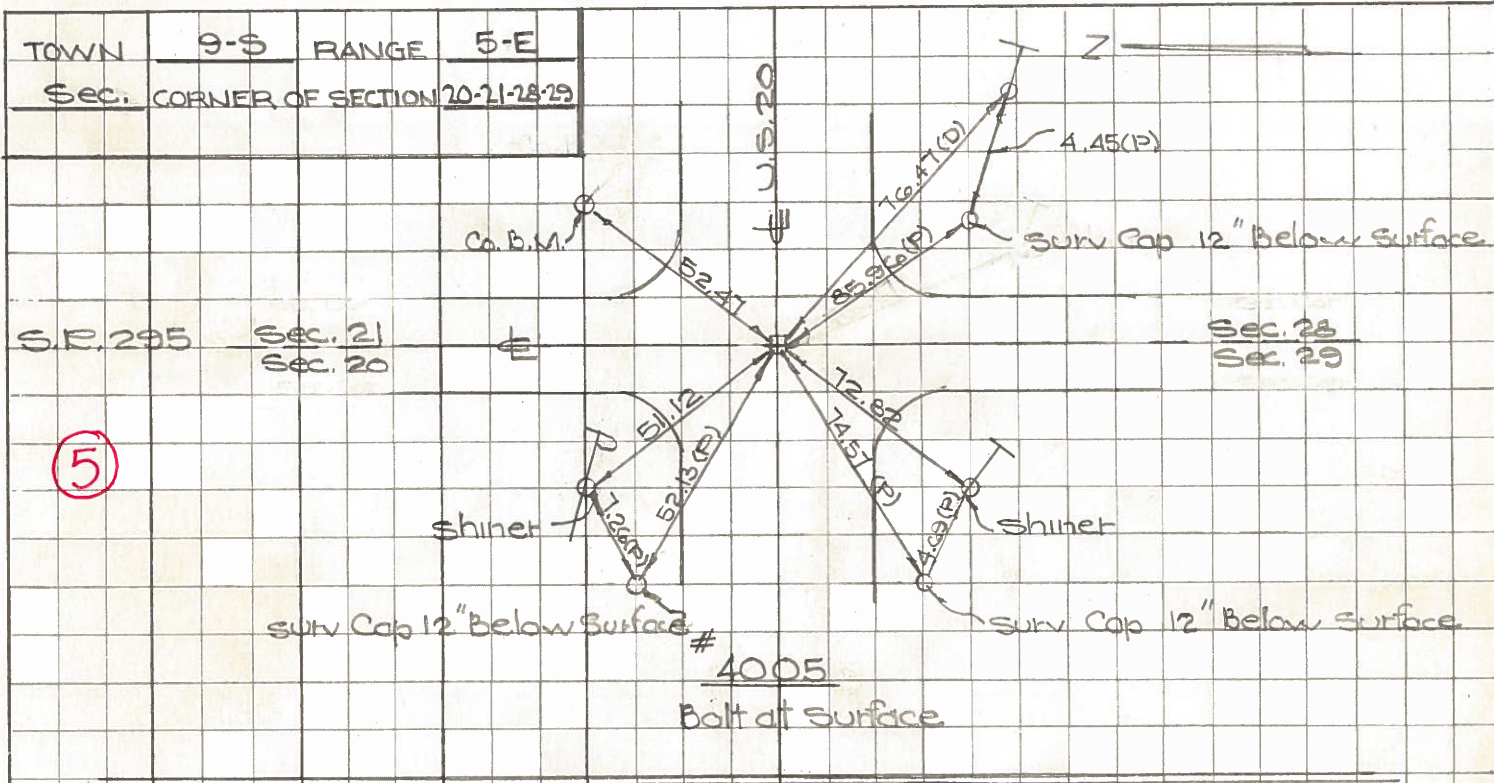 TOWN 9-S RANGE 5-E
Sec. CORNER OF SECTION 20-21-28-29
U.S. 20
Z
76.47(D)
4.45(P)
Co. B.M.
52.47
85.86(P)
Surv Cap 12" Below Surface
S.R. 295
Sec. 21
Sec. 20
Sec. 28
Sec. 29
51.12
72.82
52.13 (P)
74.57 (P)
5
Shiner
7.26(P)
4.69(P)
Shiner
Surv Cap 12" Below Surface
Surv Cap 12" Below Surface
# 4005
Bolt at Surface